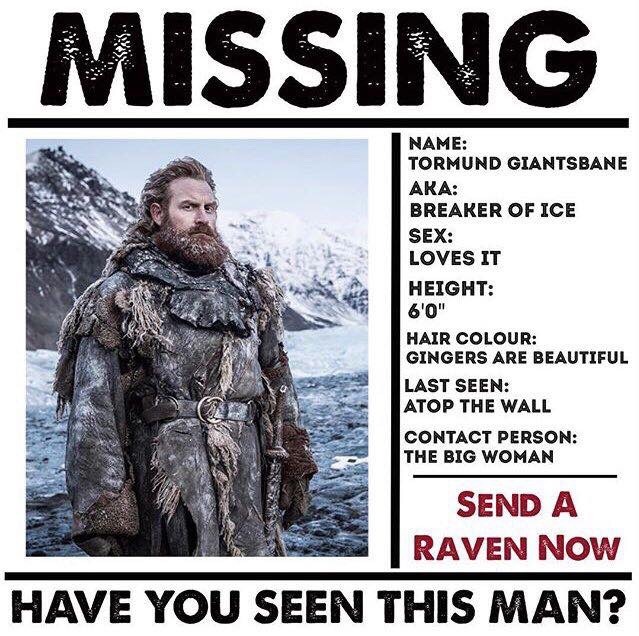 MISSING
NAME:
TORMUND GIANTSBANE
AKA:
BREAKER OF ICE
SEX:
LOVES IT
HEIGHT:
6'0"
HAIR COLOUR:
GINGERS ARE BEAUTIFUL
LAST SEEN:
ATOP THE WALL
CONTACT PERSON:
THE BIG WOMAN
SEND A
RAVEN NOW
HAVE YOU SEEN THIS MAN?